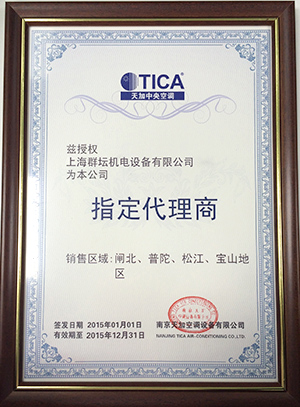 TICA
天加中央空调
兹授权
上海群坛机电设备有限公司
为本公司
指定代理商
销售区域:闸北、普陀、松江、宝山地
区
签发日期 2015年01月01日
有效期至 2015年12月31日
南京天加空调设备有限公司
NANJING TICA AIR-CONDITIONING CO.,LTD.